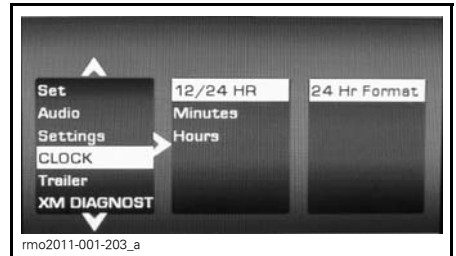 Set
Audio
Settings
CLOCK
Trailer
XM DIAGNOST
12/24 HR
Minutes
Hours
24 Hr Format
rmo2011-001-203_a